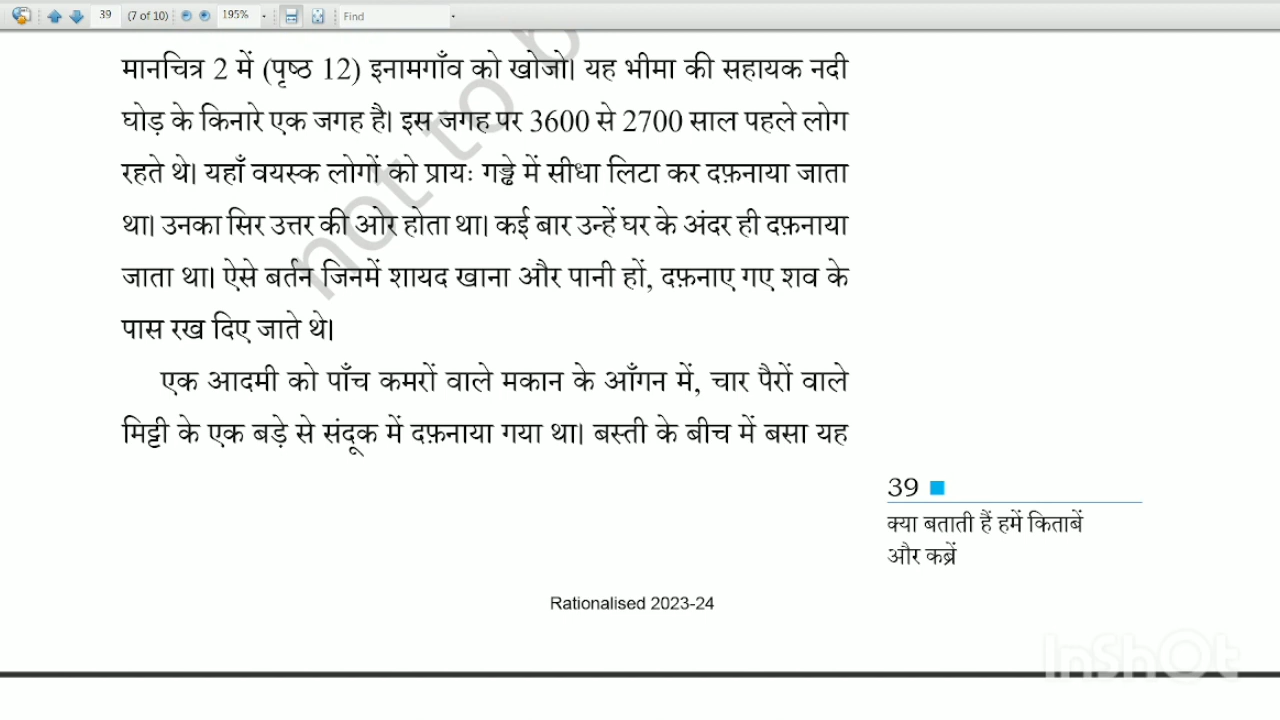 39 (7 of 10) 195% Find
मानचित्र 2 में (पृष्ठ 12) इनामगाँव को खोजो। यह भीमा की सहायक नदी
घोड़ के किनारे एक जगह है। इस जगह पर 3600 से 2700 साल पहले लोग
रहते थे। यहाँ वयस्क लोगों को प्रायः गड्ढे में सीधा लिटा कर दफ़नाया जाता
था। उनका सिर उत्तर की ओर होता था। कई बार उन्हें घर के अंदर ही दफ़नाया
जाता था। ऐसे बर्तन जिनमें शायद खाना और पानी हों, दफ़नाए गए शव के
पास रख दिए जाते थे।
एक आदमी को पाँच कमरों वाले मकान के आँगन में, चार पैरों वाले
मिट्टी के एक बड़े से संदूक में दफ़नाया गया था। बस्ती के बीच में बसा यह
not to b
39
क्या बताती हैं हमें किताबें
और कब्रें
Rationalised 2023-24
InShOt